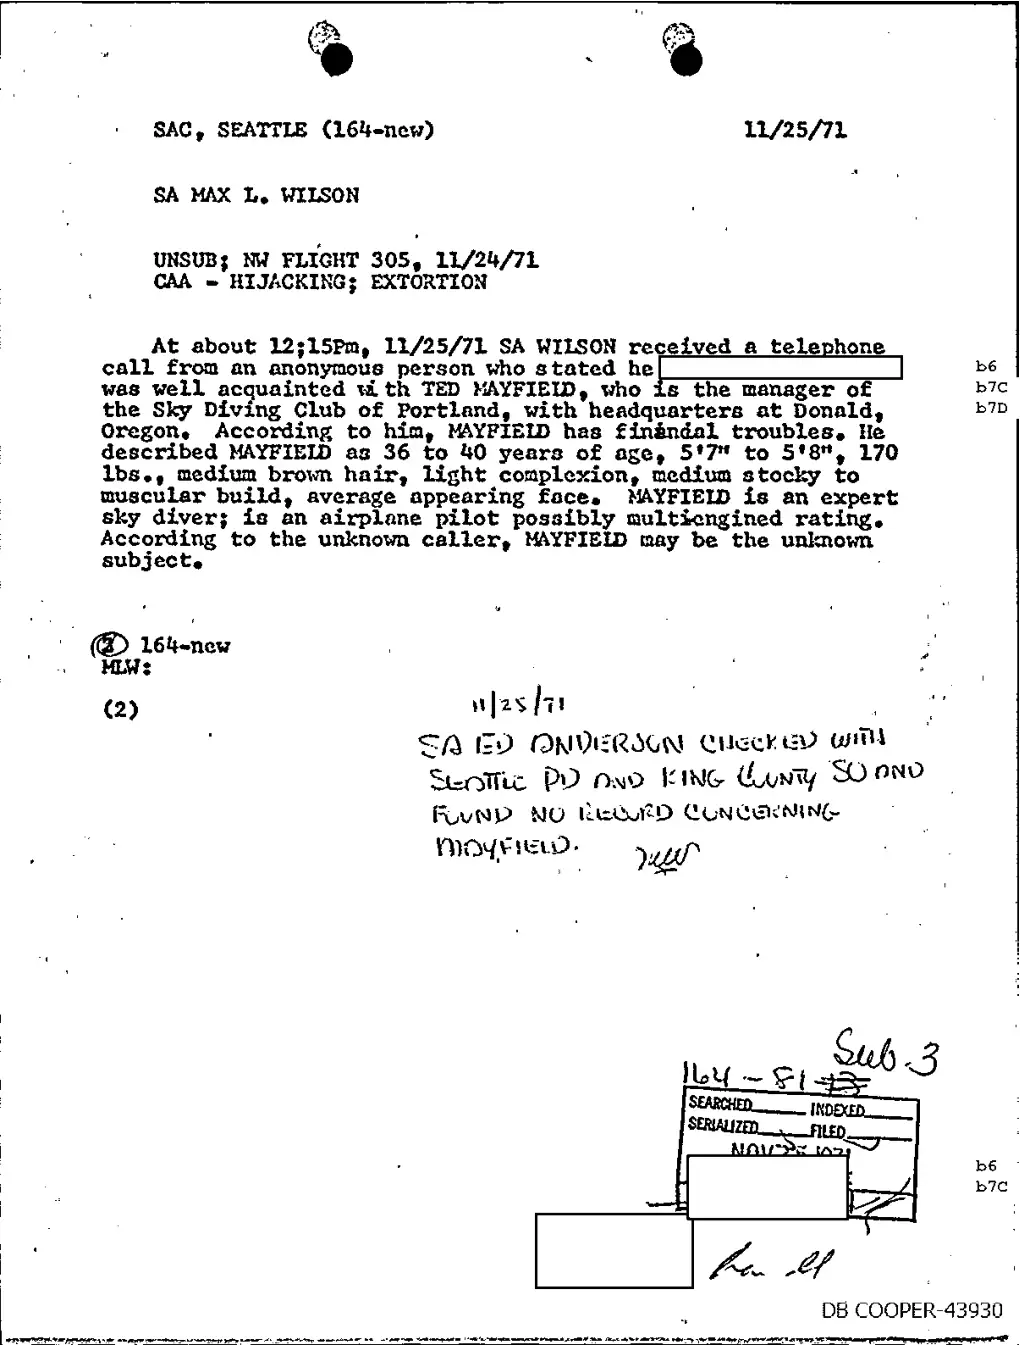 SAC, SEATTLE (164-new) 11/25/71
SA MAX L. WILSON
UNSUB; NW FLIGHT 305, 11/24/71
CAA - HIJACKING; EXTORTION
At about 12;15Pm, 11/25/71 SA WILSON received a telephone
call from an anonymous person who stated he
was well acquainted with TED MAYFIELD, who is the manager of
the Sky Diving Club of Portland, with headquarters at Donald,
Oregon. According to him, MAYFIELD has finándal troubles. He
described MAYFIELD as 36 to 40 years of age, 5'7" to 5'8", 170
lbs., medium brown hair, light complexion, medium stocky to
muscular build, average appearing face. MAYFIELD is an expert
sky diver; is an airplane pilot possibly multiengined rating.
According to the unknown caller, MAYFIELD may be the unknown
subject.
b6
b7C
b7D
164-new
MLW:
(2)
11/25/71
SA ED ANDERSON CHECKED WITH
SEATTLE PD AND KING COUNTY SO AND
FOUND NO RECORD CONCERNING
MAYFIELD. MLW
Sub.3
164-81-
SEARCHED INDEXED
SERIALIZED FILED
b6
b7C
DB COOPER-43930